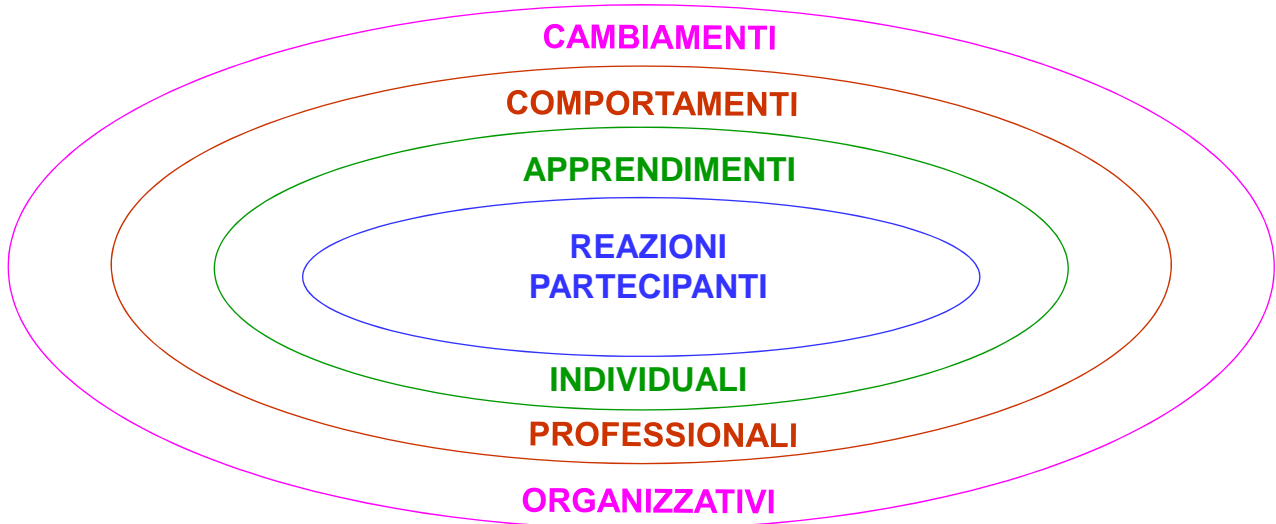 CAMBIAMENTI
COMPORTAMENTI
APPRENDIMENTI
REAZIONI
PARTECIPANTI
INDIVIDUALI
PROFESSIONALI
ORGANIZZATIVI